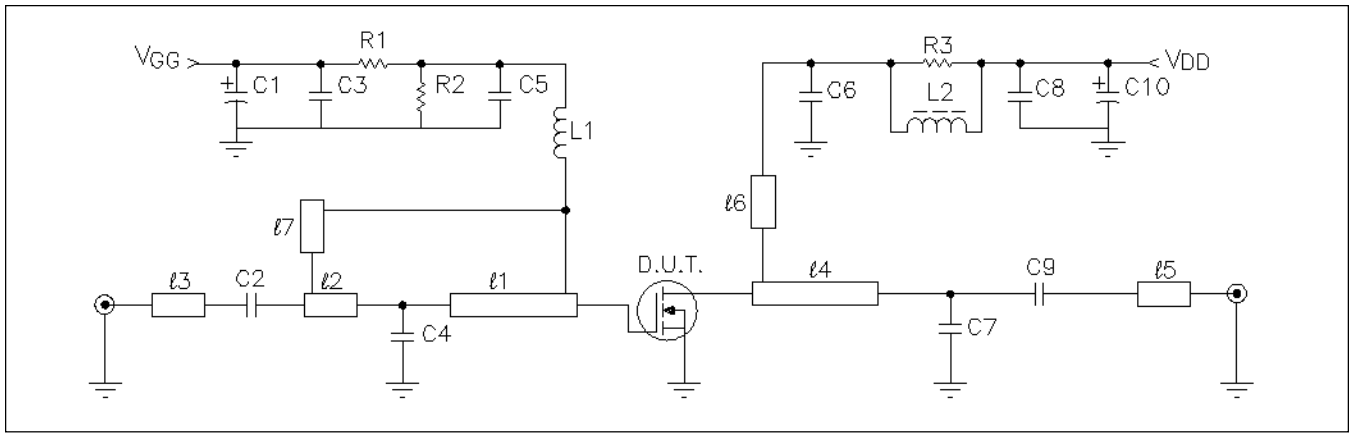 VGG
R1
C1
C3
R2
C5
L1
R3
VDD
C6
L2
C8
C10
ℓ7
ℓ6
D.U.T.
ℓ3
C2
ℓ2
ℓ1
ℓ4
C9
ℓ5
C4
C7